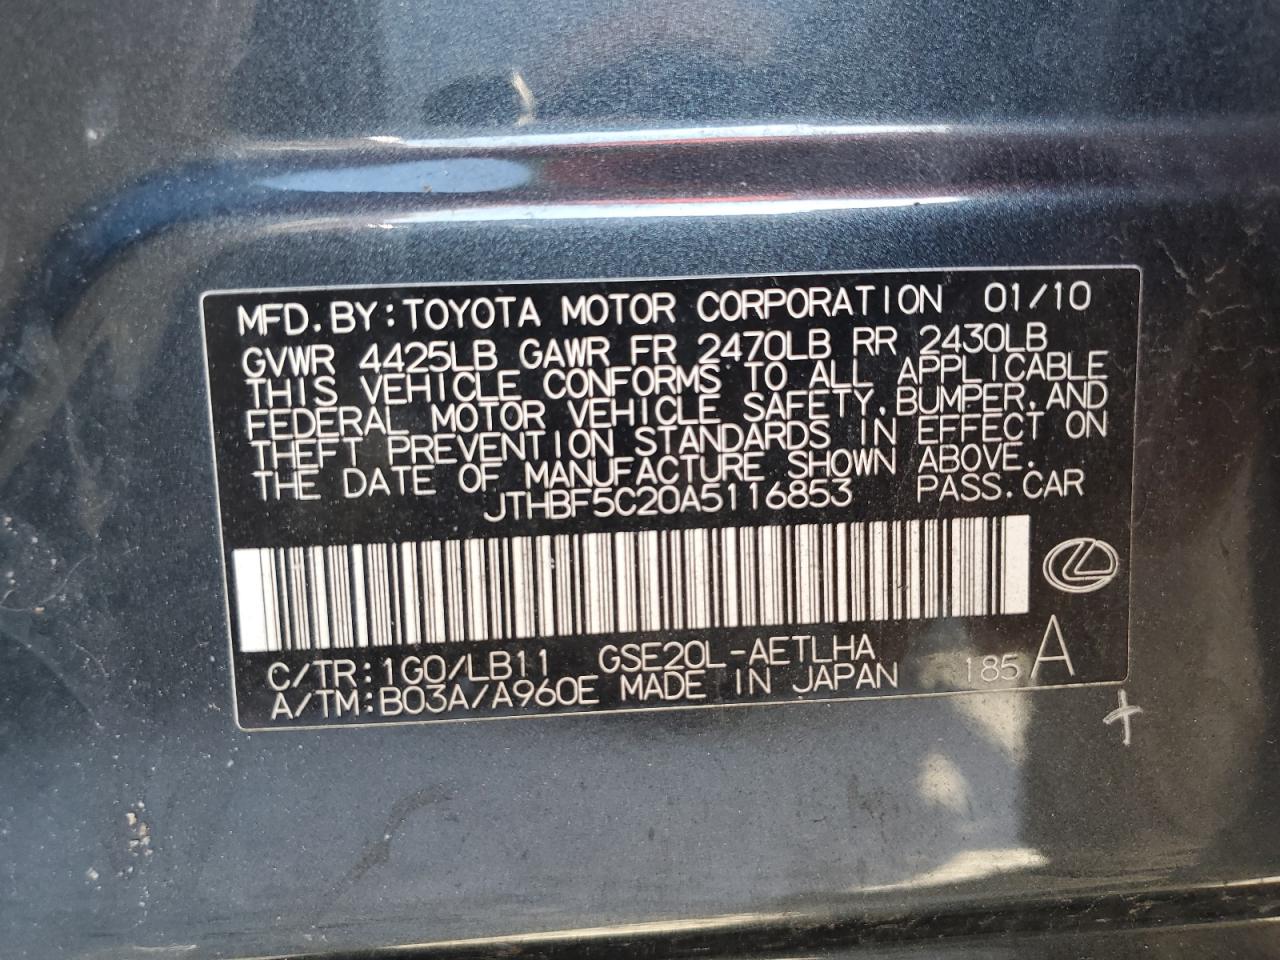 MFD.BY:TOYOTA MOTOR CORPORATION 01/10
GVWR 4425LB GAWR FR 2470LB RR 2430LB
THIS VEHICLE CONFORMS TO ALL APPLICABLE
FEDERAL MOTOR VEHICLE SAFETY,BUMPER,AND
THEFT PREVENTION STANDARDS IN EFFECT ON
THE DATE OF MANUFACTURE SHOWN ABOVE.
JTHBF5C20A5116853 PASS.CAR
C/TR:1G0/LB11 GSE20L-AETLHA
A/TM:B03A/A960E MADE IN JAPAN 185 A